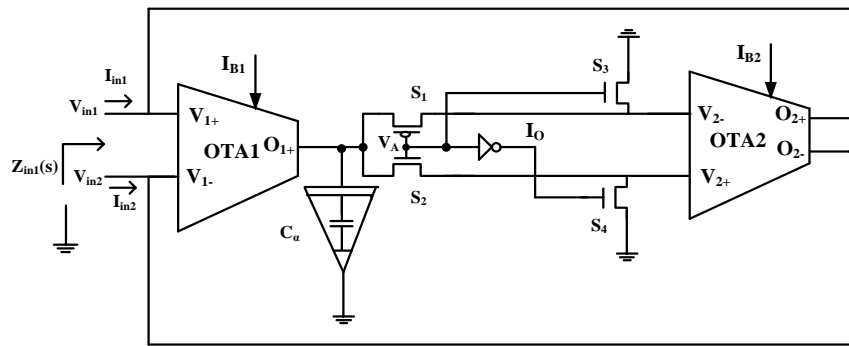 I_B1
I_B2
S_3
I_in1
V_in1
V_1+
S_1
V_2-
O_2+
Z_in1(s)
OTA1
O_1+
V_A
I_O
OTA2
O_2-
V_in2
V_1-
V_2+
I_in2
S_2
S_4
C_α